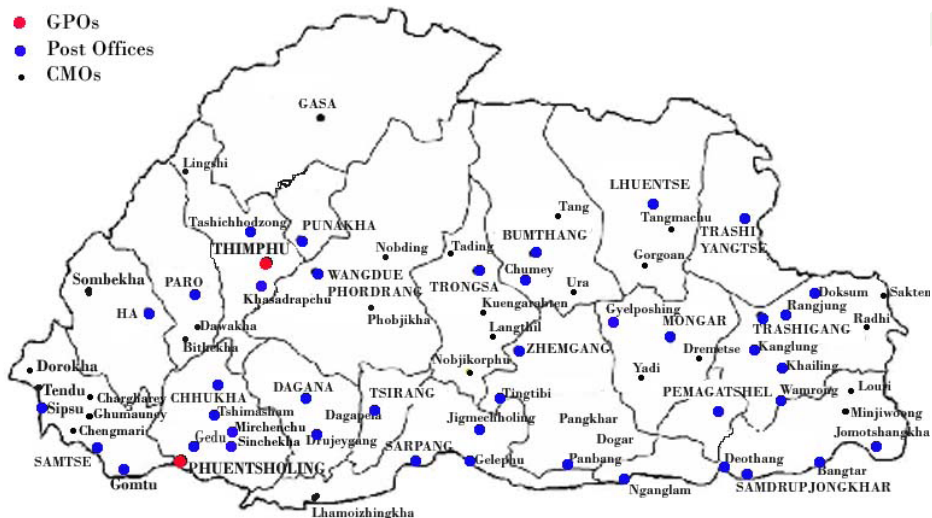 GPOs
Post Offices
CMOs
GASA
Lingshi
LHUENTSE
Tashichhodzong
PUNAKHA
Tang
Tangmachu
TRASHI
YANGTSE
THIMPHU
Nobding
Tading
BUMTHANG
Sombekha
PARO
WANGDUE
PHORDRANG
TRONGSA
Chumey
Gorgoan
Khasadrapchu
Ura
Doksum
Sakten
HA
Phobjikha
Kuengarabten
Gyelposhing
Rangjung
Dawakha
Langthil
MONGAR
TRASHIGANG
Radhi
Bithekha
ZHEMGANG
Dremetse
Kanglung
Dorokha
Nobjikorphu
Yadi
Khailing
Tendu
Chargharey
CHHUKHA
DAGANA
TSIRANG
Tingtibi
PEMAGATSHEL
Wamrong
Louri
Sipsu
Ghumauney
Tshimasham
Dagapela
Jigmechholing
Pangkhar
Minjiwoong
Chengmari
Mirchenchu
Gedu
Sinchekha
Drujeygang
SARPANG
Dogar
Jomotshangkha
SAMTSE
PHUENTSHOLING
Gelephu
Panbang
Deothang
Bangtar
Gomtu
Nganglam
SAMDRUPJONGKHAR
Lhamoizhingkha